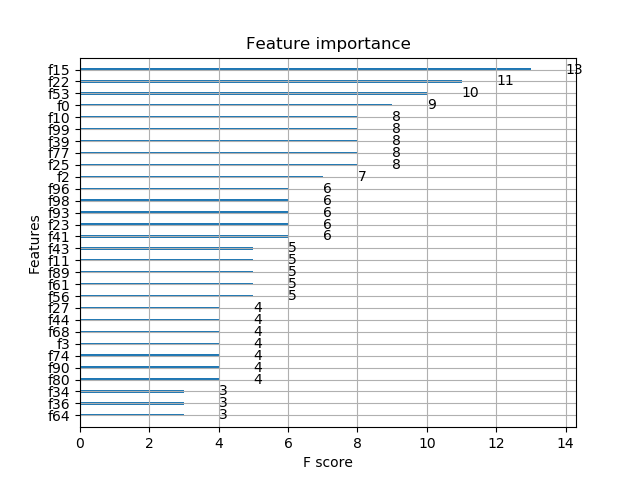 Feature importance
f15 13
f22 11
f53 10
f0 9
f10 8
f99 8
f39 8
f77 8
f25 8
f2 7
f96 6
f98 6
f93 6
f23 6
f41 6
f43 5
f11 5
f89 5
f61 5
f56 5
f27 4
f44 4
f68 4
f3 4
f74 4
f90 4
f80 4
f34 3
f36 3
f64 3
Features
0 2 4 6 8 10 12 14
F score